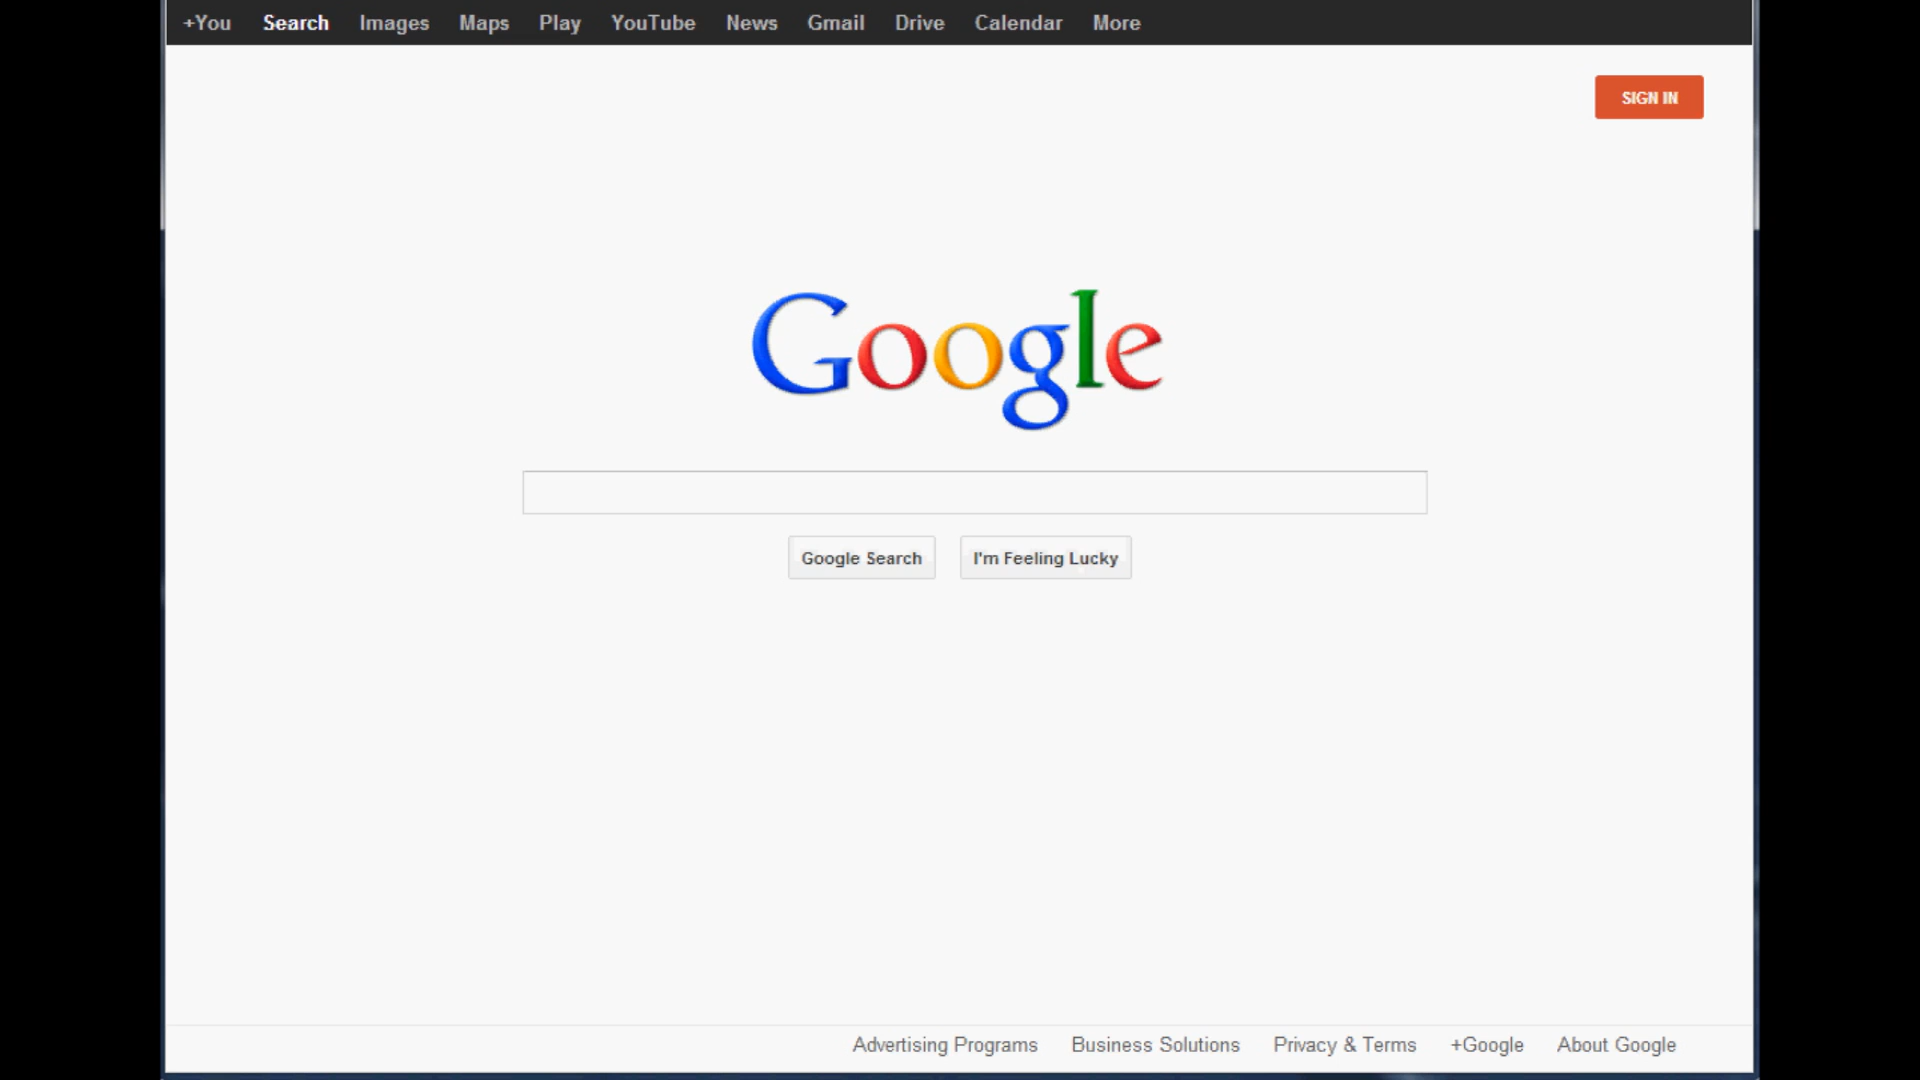 +You Search Images Maps Play YouTube News Gmail Drive Calendar More
SIGN IN
Google
Google Search I'm Feeling Lucky
Advertising Programs Business Solutions Privacy & Terms +Google About Google